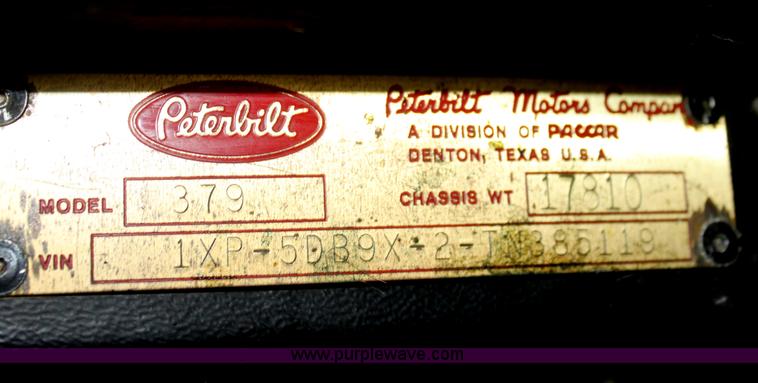 Peterbilt
Peterbilt Motors Company
A DIVISION OF PACCAR
DENTON, TEXAS U.S.A.
MODEL 379
CHASSIS WT 17810
VIN 1XP-5DB9X-2-TN385119
www.purplewave.com